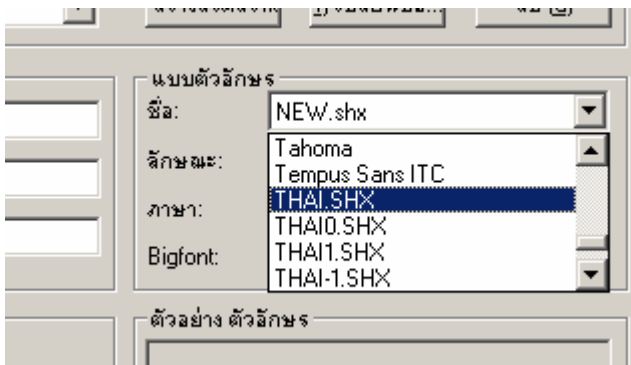 แบบตัวอักษร
ชื่อ: NEW.shx
Tahoma
ลักษณะ: Tempus Sans ITC
THAI.SHX
ภาษา: THAI0.SHX
THAI1.SHX
Bigfont: THAI-1.SHX
ตัวอย่าง ตัวอักษร